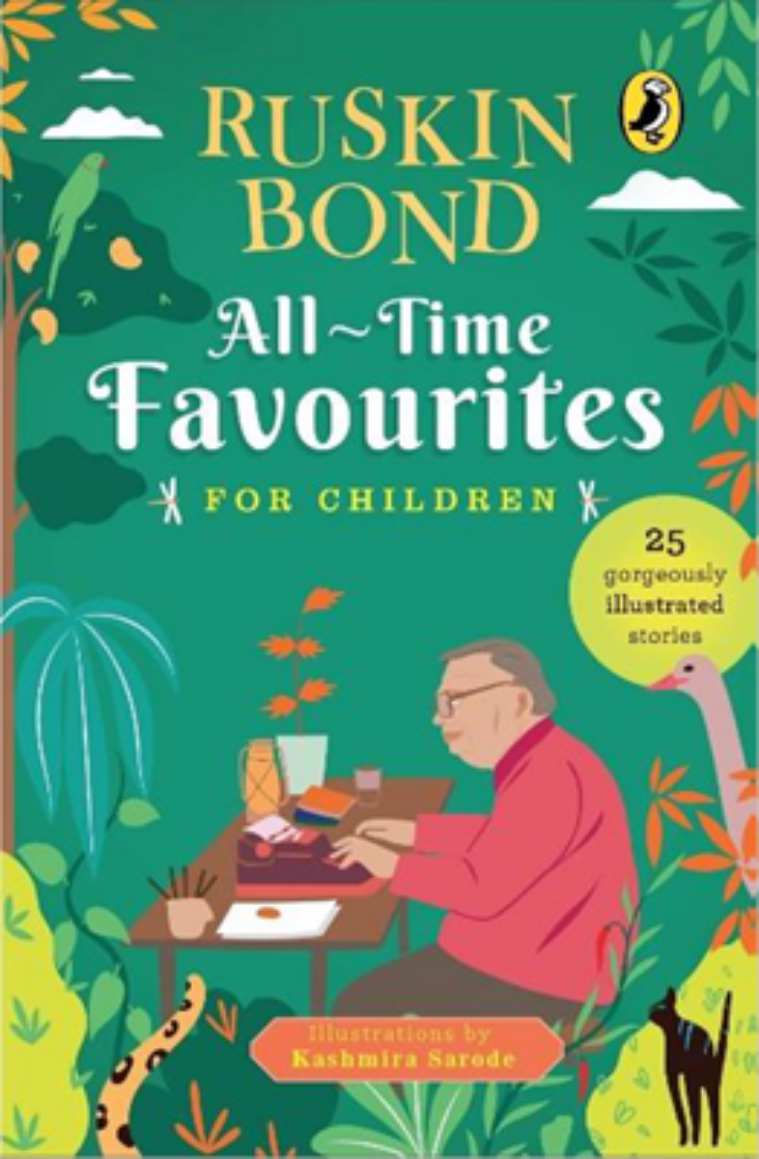 RUSKIN
BOND
All~Time
Favourites
FOR CHILDREN
25
gorgeously
illustrated
stories
Illustrations by
Kashmira Sarode